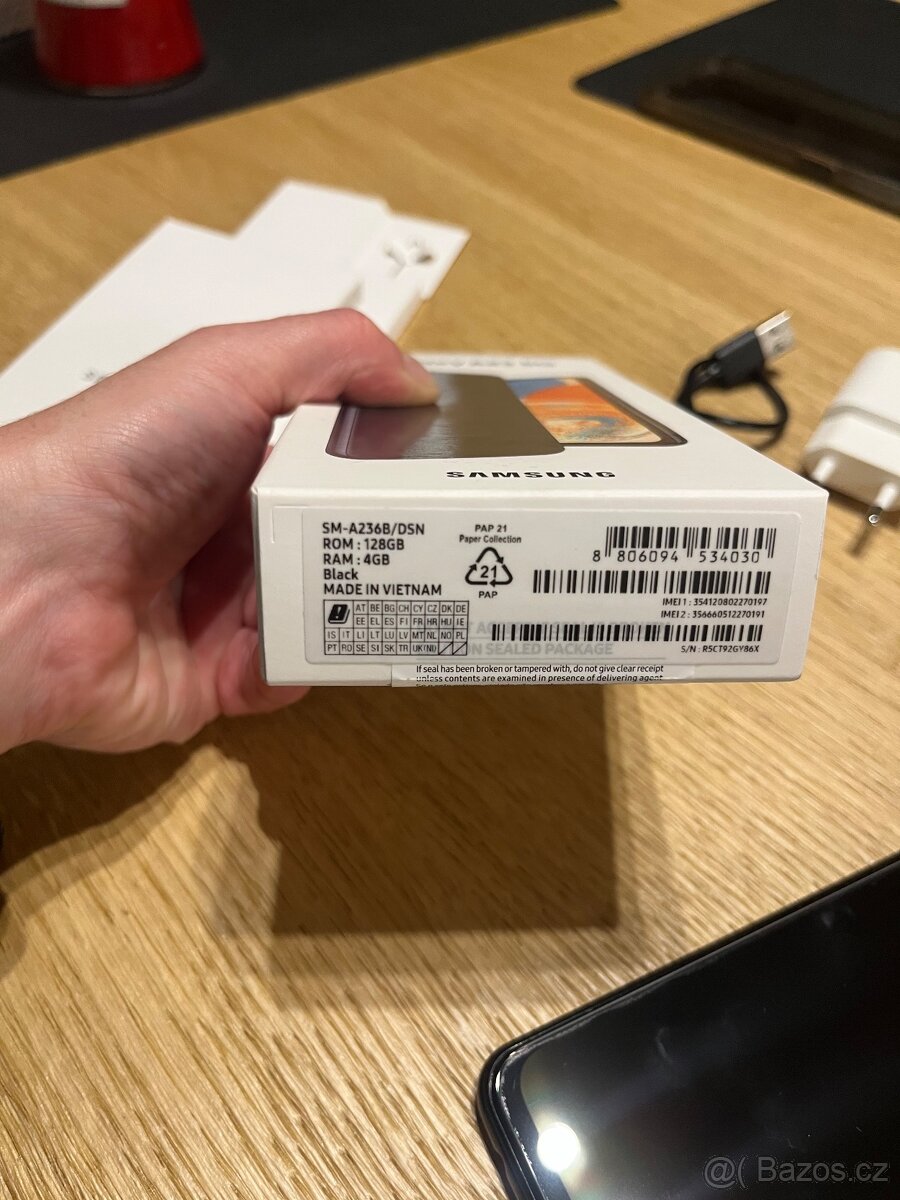 SAMSUNG
SM-A236B/DSN
ROM : 128GB
RAM : 4GB
Black
MADE IN VIETNAM
PAP 21
Paper Collection
21
PAP
8 806094 534030
IMEI 1 : 354120802270197
IMEI 2 : 356660512270191
S/N : R5CT92GY86X
AT BE BG CH CY CZ DK DE
EE EL ES FI FR HR HU IE
IS IT LI LT LU LV MT NL NO PL
PT RO SE SI SK TR UK(NI)
SEALED PACKAGE
If seal has been broken or tampered with, do not give clear receipt
unless contents are examined in presence of delivering agent
@( Bazos.cz